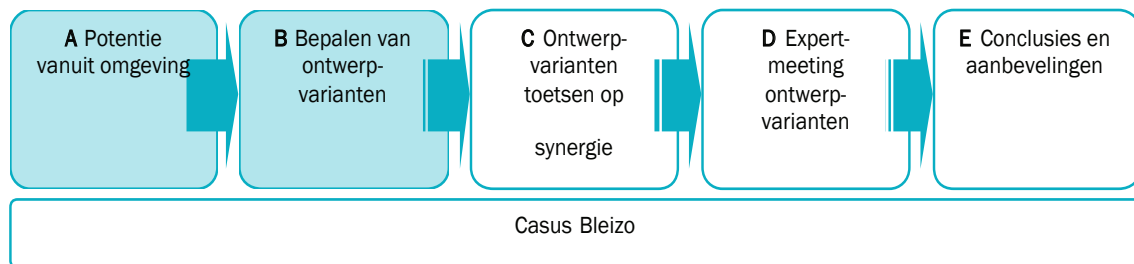 A Potentie
vanuit omgeving
B Bepalen van
ontwerp-
varianten
C Ontwerp-
varianten
toetsen op
synergie
D Expert-
meeting
ontwerp-
varianten
E Conclusies en
aanbevelingen
Casus Bleizo